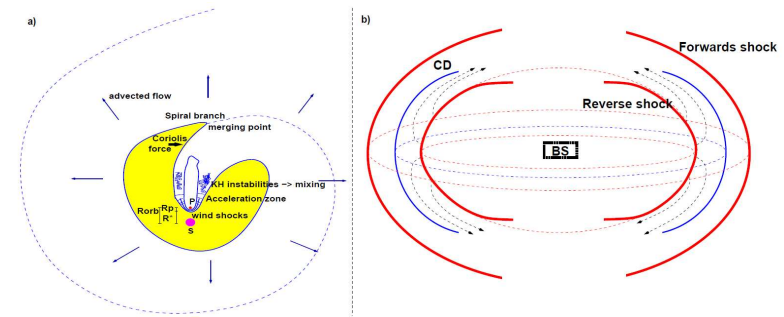 a)
advected flow
Spiral branch
merging point
Coriolis
force
KH instabilities -> mixing
P
Acceleration zone
Rorb
Rp
R*
wind shocks
S
b)
Forwards shock
CD
Reverse shock
BS